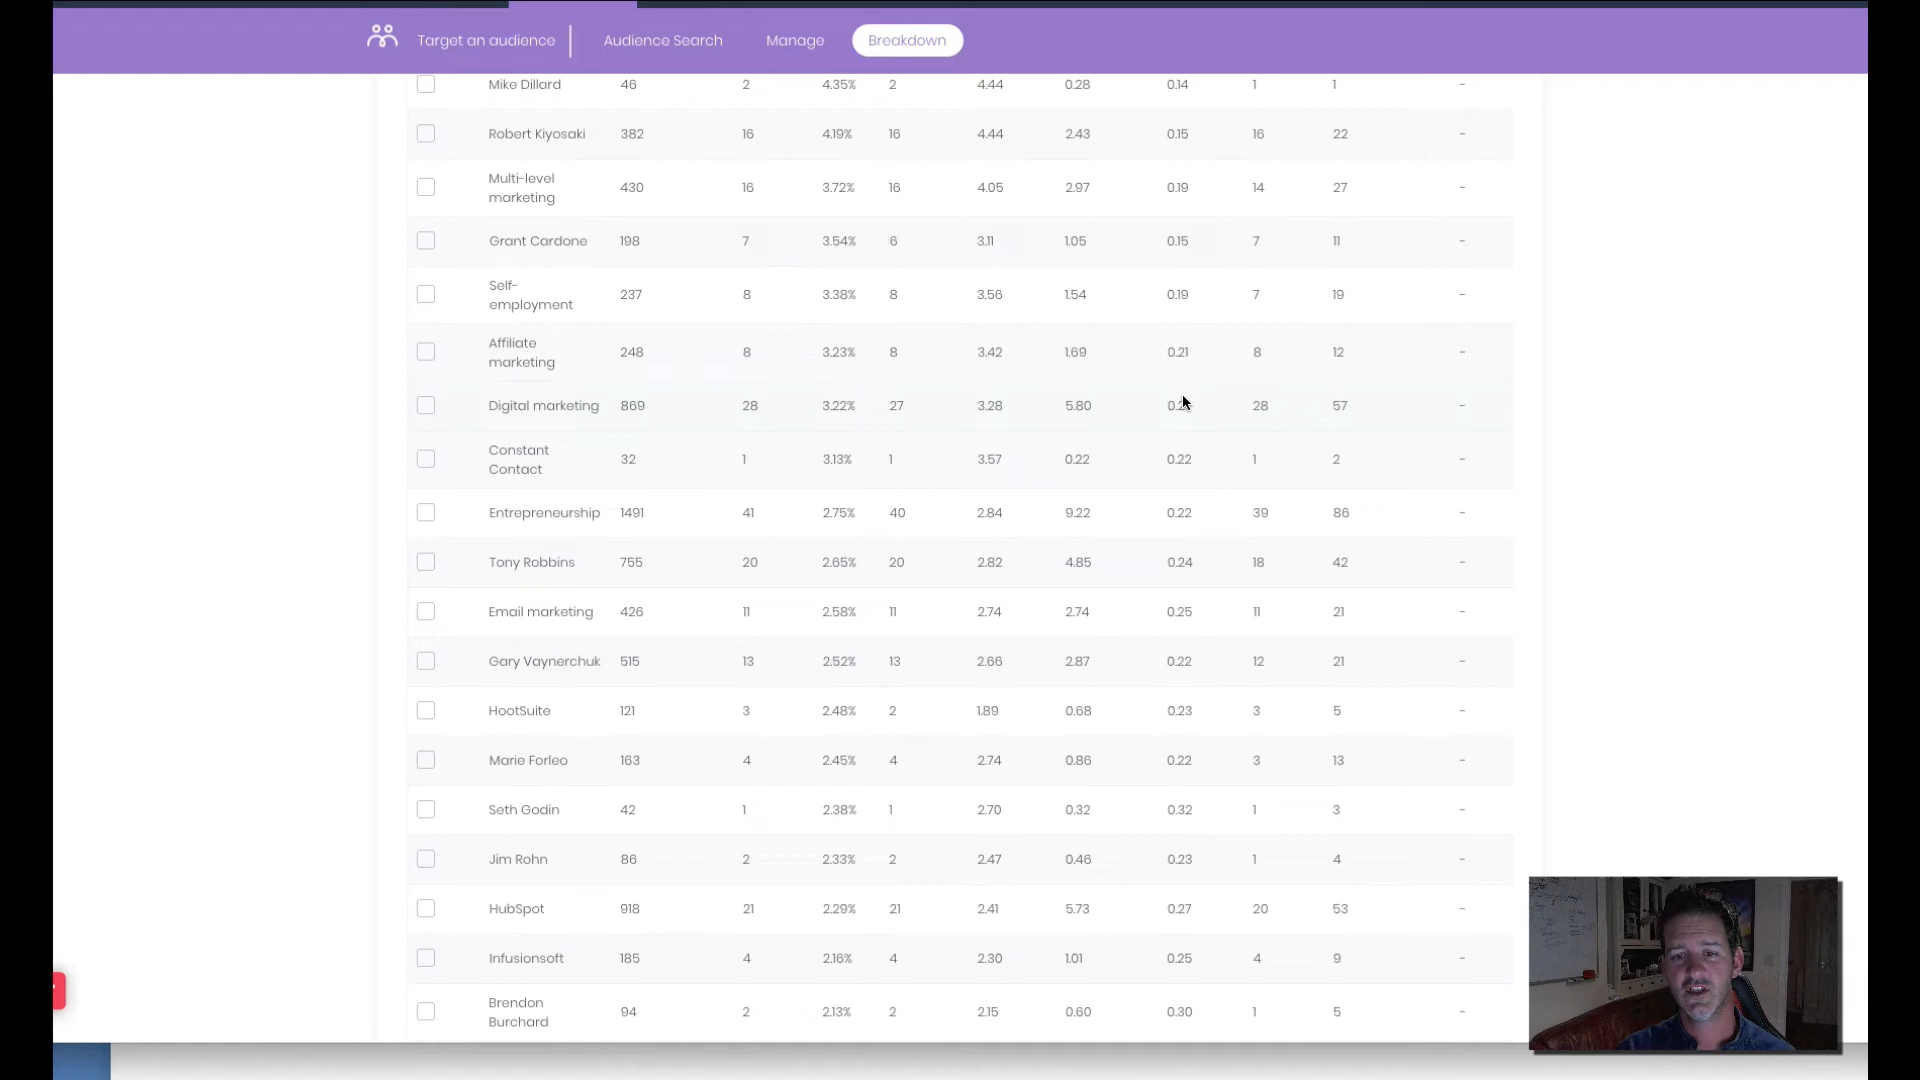 Target an audience Audience Search Manage Breakdown
Mike Dillard 46 2 4.35% 2 4.44 0.28 0.14 1 1 -
Robert Kiyosaki 382 16 4.19% 16 4.44 2.43 0.15 16 22 -
Multi-level
marketing 430 16 3.72% 16 4.05 2.97 0.19 14 27 -
Grant Cardone 198 7 3.54% 6 3.11 1.05 0.15 7 11 -
Self-
employment 237 8 3.38% 8 3.56 1.54 0.19 7 19 -
Affiliate
marketing 248 8 3.23% 8 3.42 1.69 0.21 8 12 -
Digital marketing 869 28 3.22% 27 3.28 5.80 28 57 -
Constant
Contact 32 1 3.13% 1 3.57 0.22 0.22 1 2 -
Entrepreneurship 1491 41 2.75% 40 2.84 9.22 0.22 39 86 -
Tony Robbins 755 20 2.65% 20 2.82 4.85 0.24 18 42 -
Email marketing 426 11 2.58% 11 2.74 2.74 0.25 11 21 -
Gary Vaynerchuk 515 13 2.52% 13 2.66 2.87 0.22 12 21 -
HootSuite 121 3 2.48% 2 1.89 0.68 0.23 3 5 -
Marie Forleo 163 4 2.45% 4 2.74 0.86 0.22 3 13 -
Seth Godin 42 1 2.38% 1 2.70 0.32 0.32 1 3 -
Jim Rohn 86 2 2.33% 2 2.47 0.46 0.23 1 4 -
HubSpot 918 21 2.29% 21 2.41 5.73 0.27 20 53 -
Infusionsoft 185 4 2.16% 4 2.30 1.01 0.25 4 9 -
Brendon
Burchard 94 2 2.13% 2 2.15 0.60 0.30 1 5 -